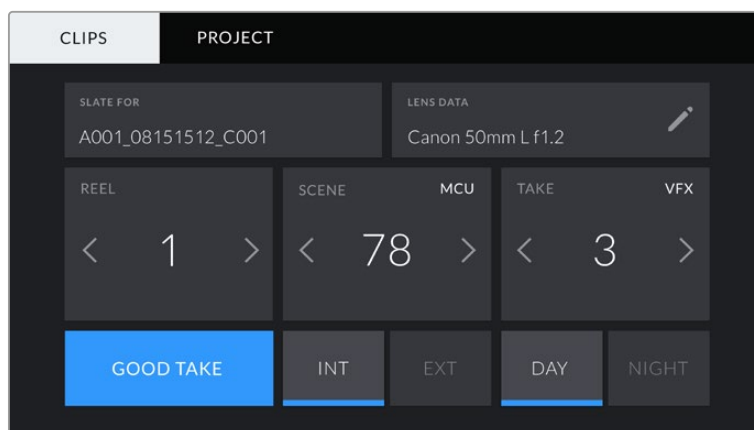 CLIPS PROJECT
SLATE FOR
A001_08151512_C001
LENS DATA
Canon 50mm L f1.2
REEL
1
SCENE MCU
78
TAKE VFX
3
GOOD TAKE INT EXT DAY NIGHT